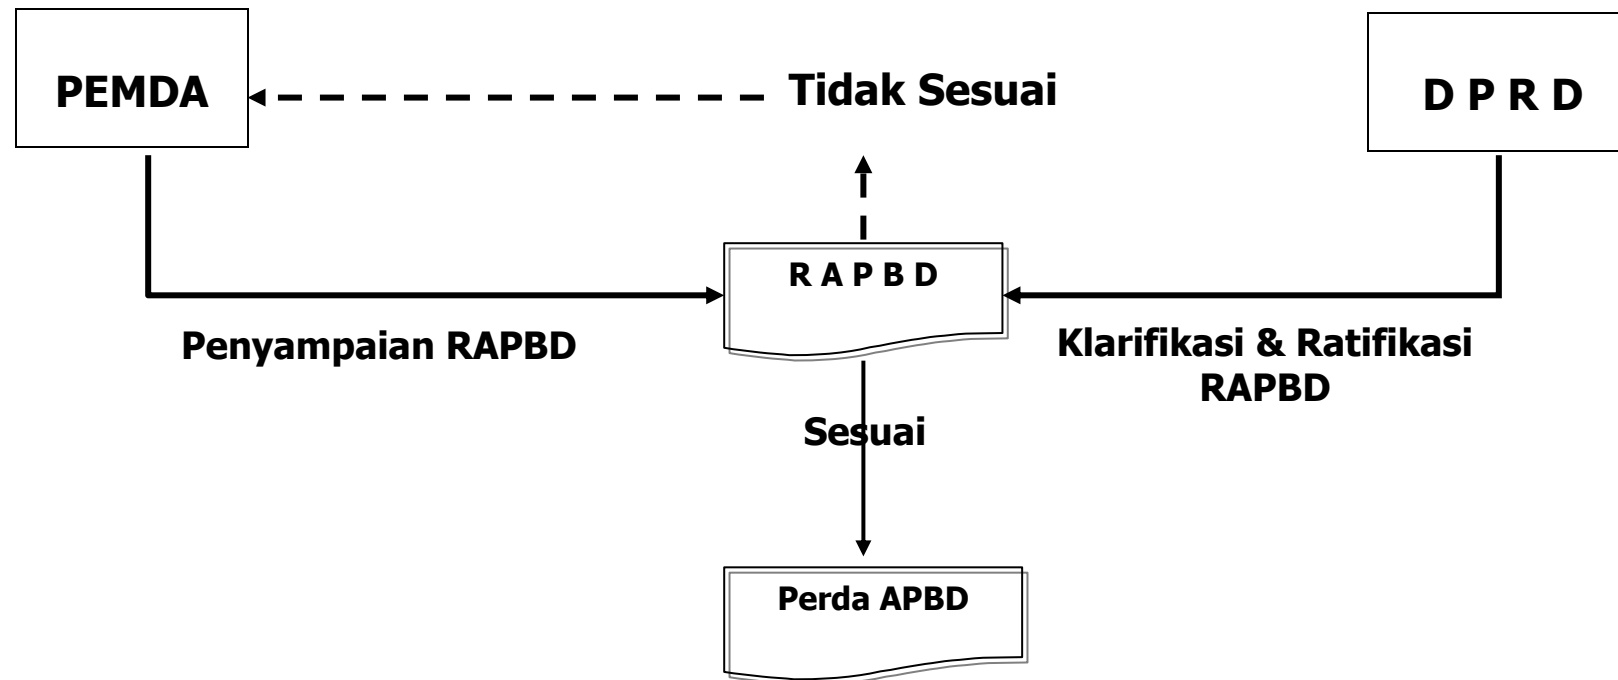 PEMDA
Tidak Sesuai
D P R D
R A P B D
Penyampaian RAPBD
Klarifikasi & Ratifikasi
RAPBD
Sesuai
Perda APBD